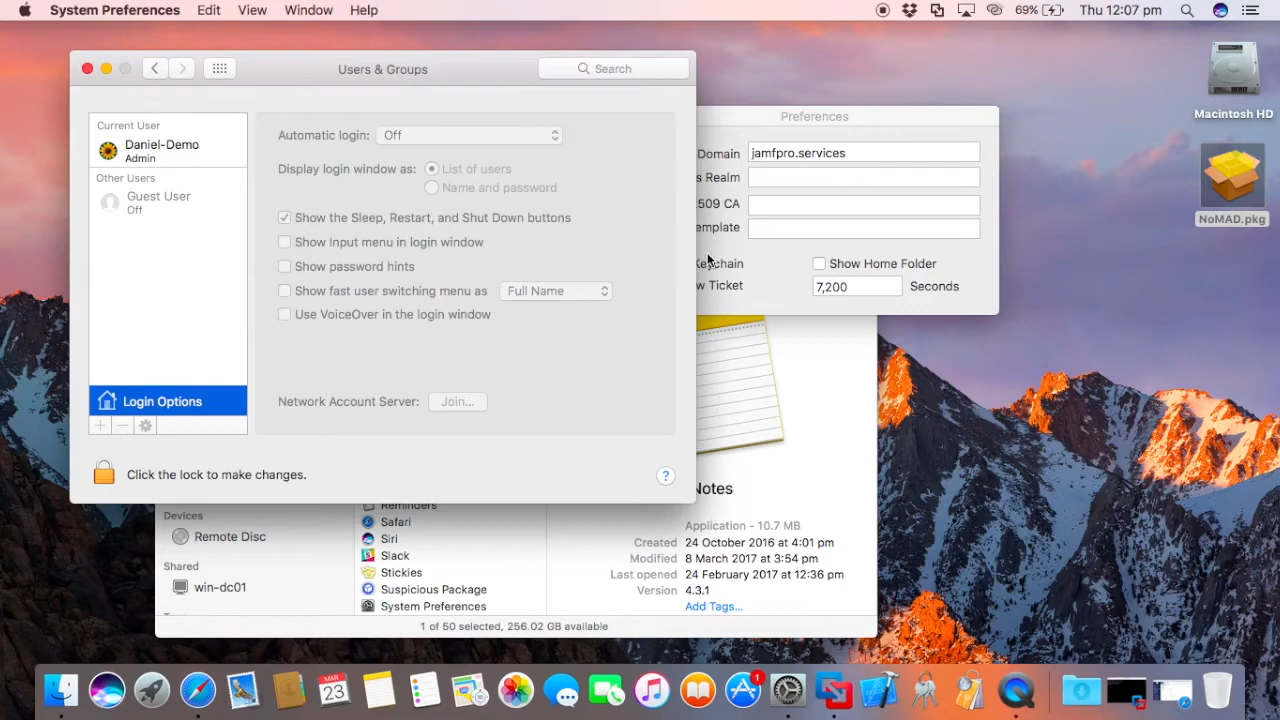 System Preferences Edit View Window Help 69% Thu 12:07 pm
Users & Groups
Search
Current User
Daniel-Demo
Admin
Other Users
Guest User
Off
Login Options
Automatic login: Off
Display login window as: List of users
Name and password
Show the Sleep, Restart, and Shut Down buttons
Show Input menu in login window
Show password hints
Show fast user switching menu as Full Name
Use VoiceOver in the login window
Network Account Server: Join...
Click the lock to make changes.
?
Preferences
Domain jamfpro.services
s Realm
509 CA
emplate
Keychain Show Home Folder
w Ticket 7,200 Seconds
Macintosh HD
NoMAD.pkg
Devices
Remote Disc
Shared
win-dc01
Reminders
Safari
Siri
Slack
Stickies
Suspicious Package
System Preferences
Notes
Application - 10.7 MB
Created 24 October 2016 at 4:01 pm
Modified 8 March 2017 at 3:54 pm
Last opened 24 February 2017 at 12:36 pm
Version 4.3.1
Add Tags...
1 of 50 selected, 256.02 GB available
MAR
23
1